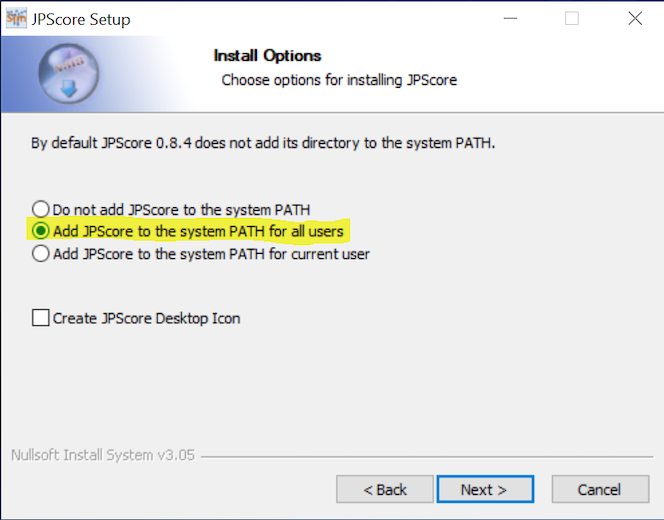 JPScore Setup
Install Options
Choose options for installing JPScore
By default JPScore 0.8.4 does not add its directory to the system PATH.
Do not add JPScore to the system PATH
Add JPScore to the system PATH for all users
Add JPScore to the system PATH for current user
Create JPScore Desktop Icon
Nullsoft Install System v3.05
< Back Next > Cancel